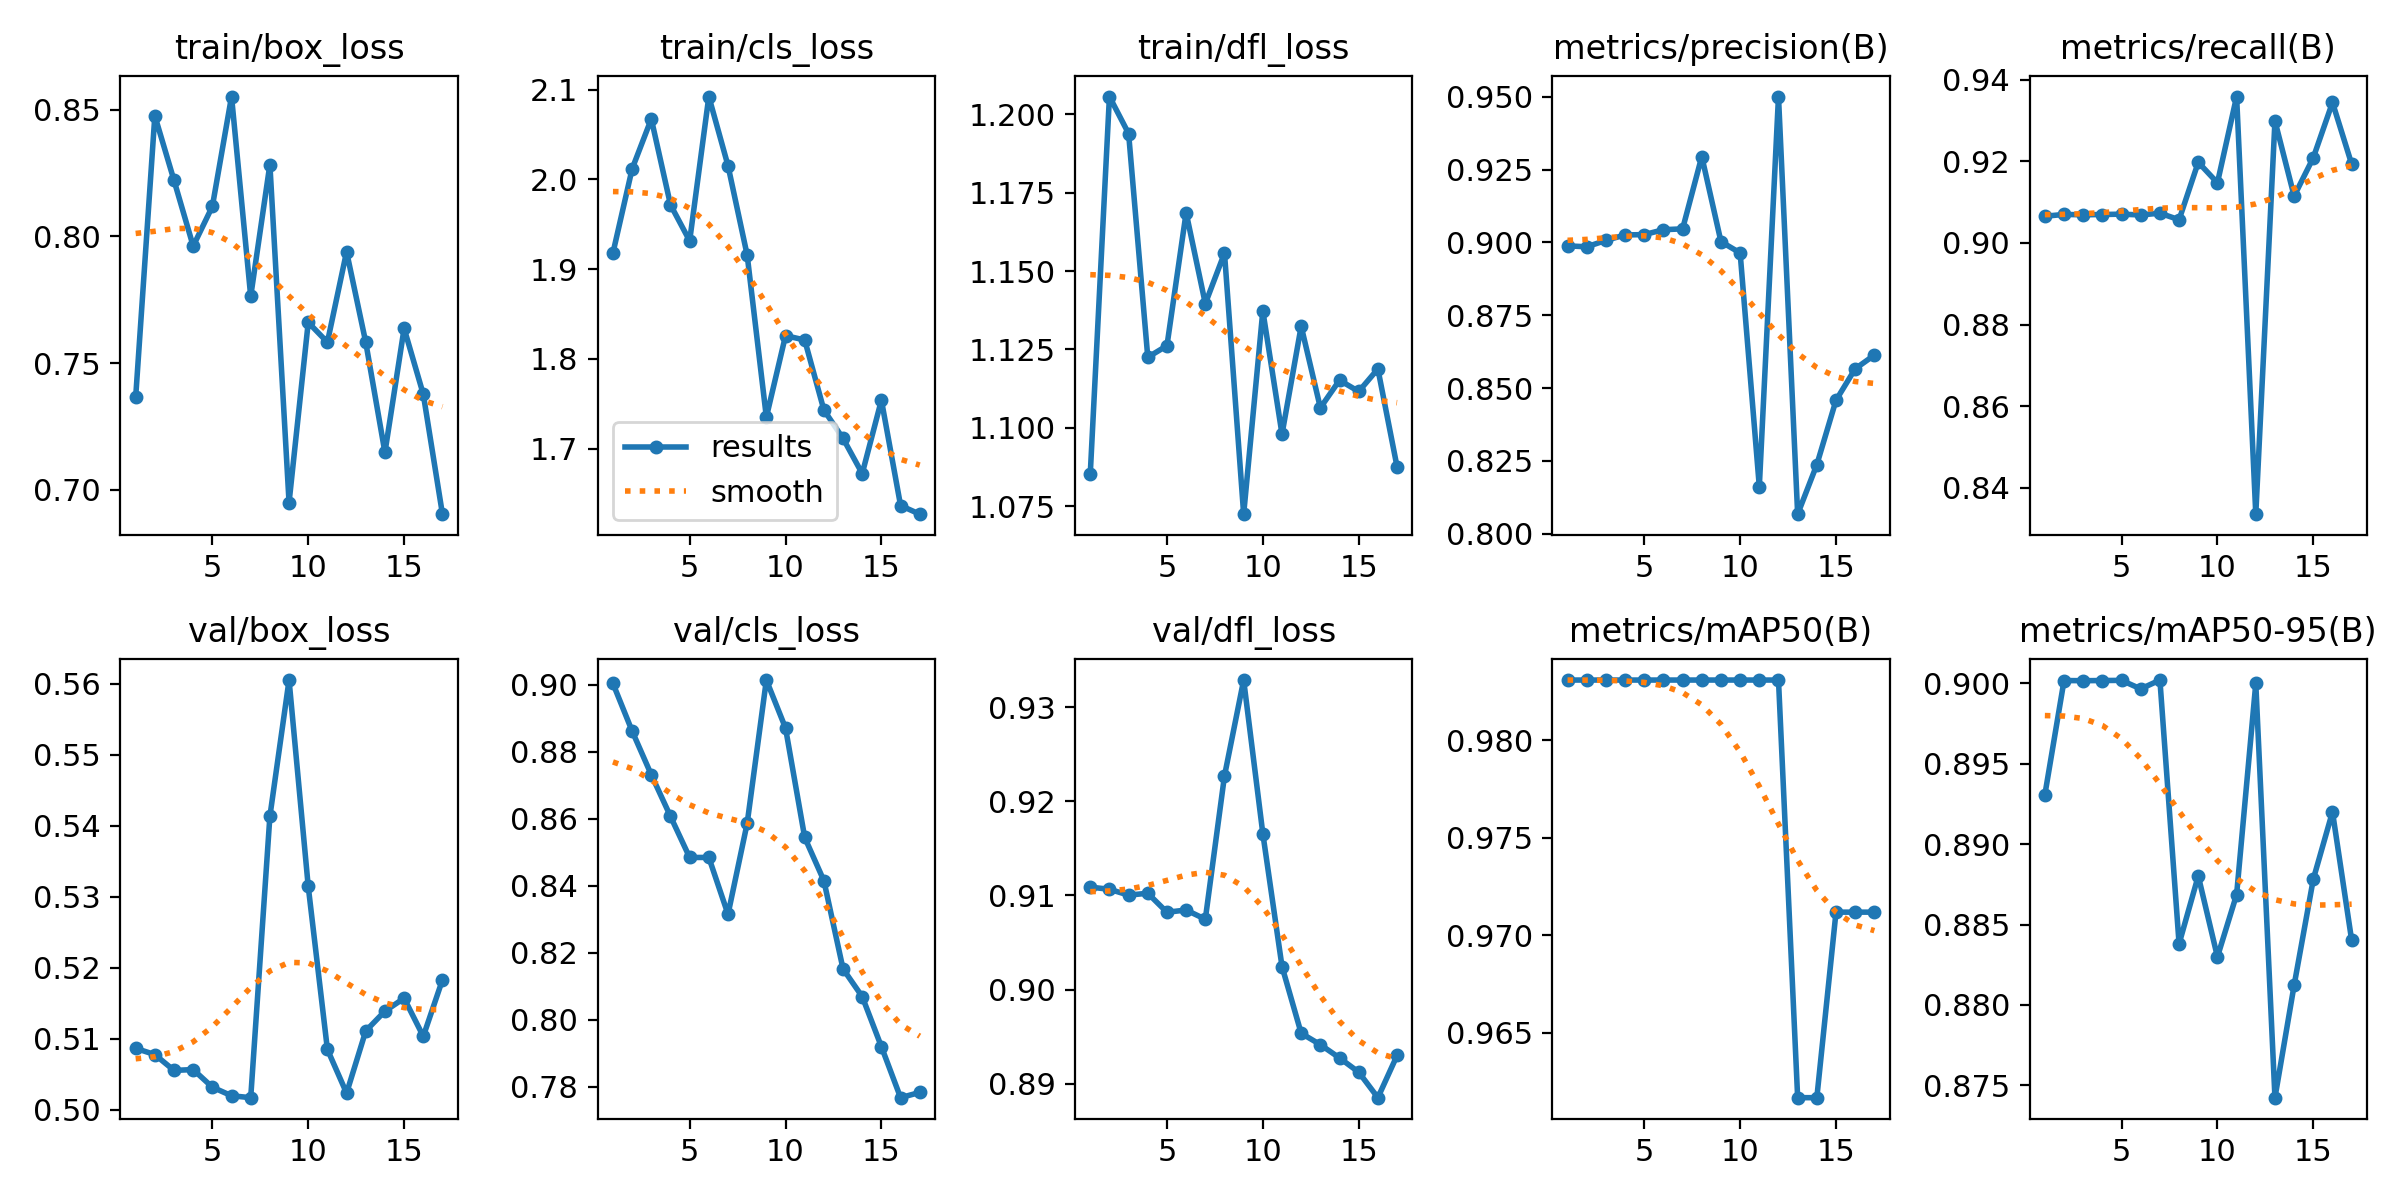 train/box_loss
train/cls_loss
train/dfl_loss
metrics/precision(B)
metrics/recall(B)
0.85
0.80
0.75
0.70
5 10 15
2.1
2.0
1.9
1.8
1.7
results
smooth
5 10 15
1.200
1.175
1.150
1.125
1.100
1.075
5 10 15
0.950
0.925
0.900
0.875
0.850
0.825
0.800
5 10 15
0.94
0.92
0.90
0.88
0.86
0.84
5 10 15
val/box_loss
val/cls_loss
val/dfl_loss
metrics/mAP50(B)
metrics/mAP50-95(B)
0.56
0.55
0.54
0.53
0.52
0.51
0.50
5 10 15
0.90
0.88
0.86
0.84
0.82
0.80
0.78
5 10 15
0.93
0.92
0.91
0.90
0.89
5 10 15
0.980
0.975
0.970
0.965
5 10 15
0.900
0.895
0.890
0.885
0.880
0.875
5 10 15